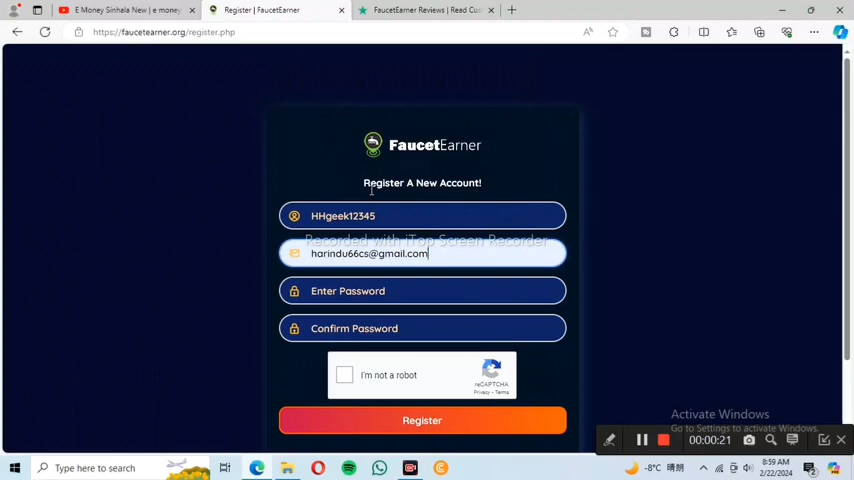 E Money Sinhala New | e money
Register | FaucetEarner
FaucetEarner Reviews | Read Cus
https://faucetearner.org/register.php
FaucetEarner
Register A New Account!
HHgeek12345
Recorded with iTop Screen Recorder
harindu66cs@gmail.com
Enter Password
Confirm Password
I'm not a robot
reCAPTCHA
Privacy - Terms
Register
Activate Windows
Go to Settings to activate Windows.
00:00:21
Type here to search
-8°C 晴朗
8:59 AM
2/22/2024
2